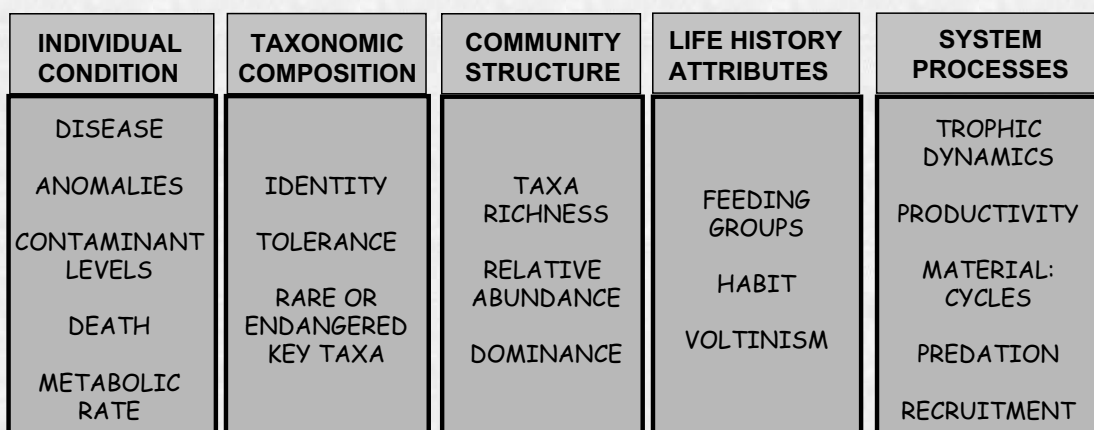 INDIVIDUAL
CONDITION
DISEASE
ANOMALIES
CONTAMINANT
LEVELS
DEATH
METABOLIC
RATE
TAXONOMIC
COMPOSITION
IDENTITY
TOLERANCE
RARE OR
ENDANGERED
KEY TAXA
COMMUNITY
STRUCTURE
TAXA
RICHNESS
RELATIVE
ABUNDANCE
DOMINANCE
LIFE HISTORY
ATTRIBUTES
FEEDING
GROUPS
HABIT
VOLTINISM
SYSTEM
PROCESSES
TROPHIC
DYNAMICS
PRODUCTIVITY
MATERIAL:
CYCLES
PREDATION
RECRUITMENT